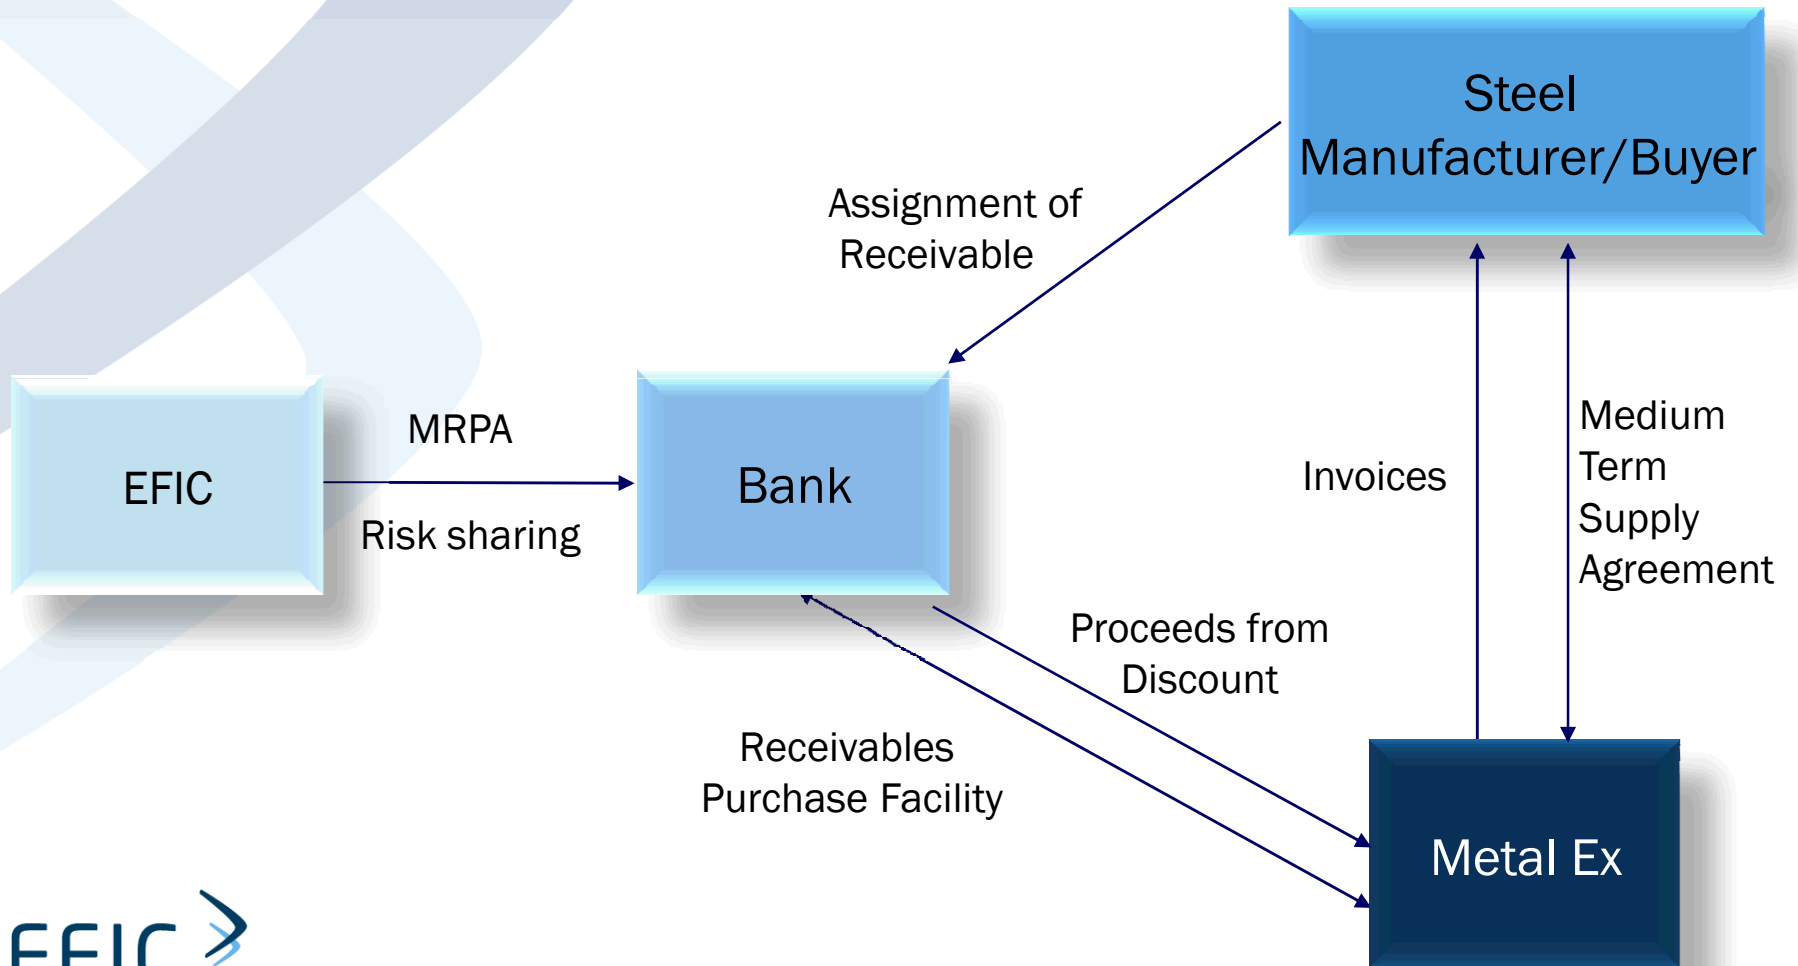 Steel
Manufacturer/Buyer
Assignment of
Receivable
MRPA
EFIC
Bank
Risk sharing
Invoices
Medium
Term
Supply
Agreement
Proceeds from
Discount
Receivables
Purchase Facility
Metal Ex
EFIC